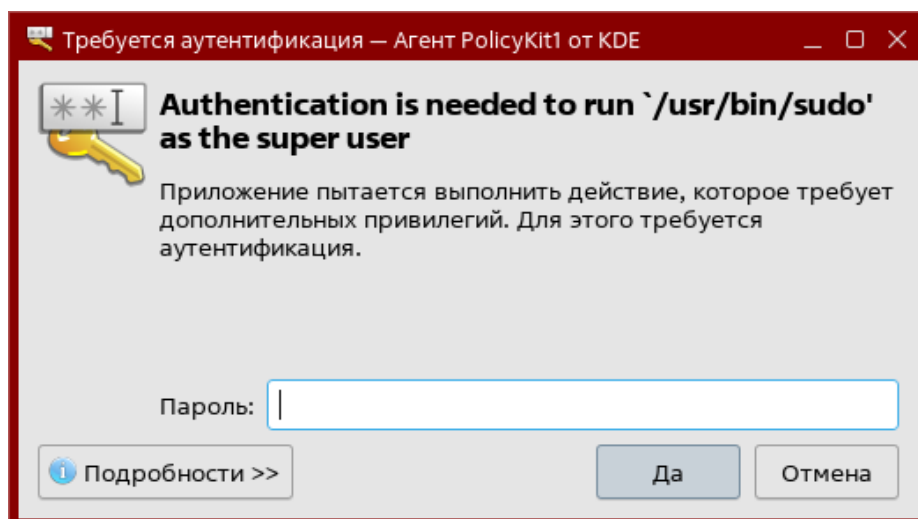 Требуется аутентификация — Агент PolicyKit1 от KDE
**
Authentication is needed to run `/usr/bin/sudo'
as the super user
Приложение пытается выполнить действие, которое требует
дополнительных привилегий. Для этого требуется
аутентификация.
Пароль:
Подробности >>
Да
Отмена